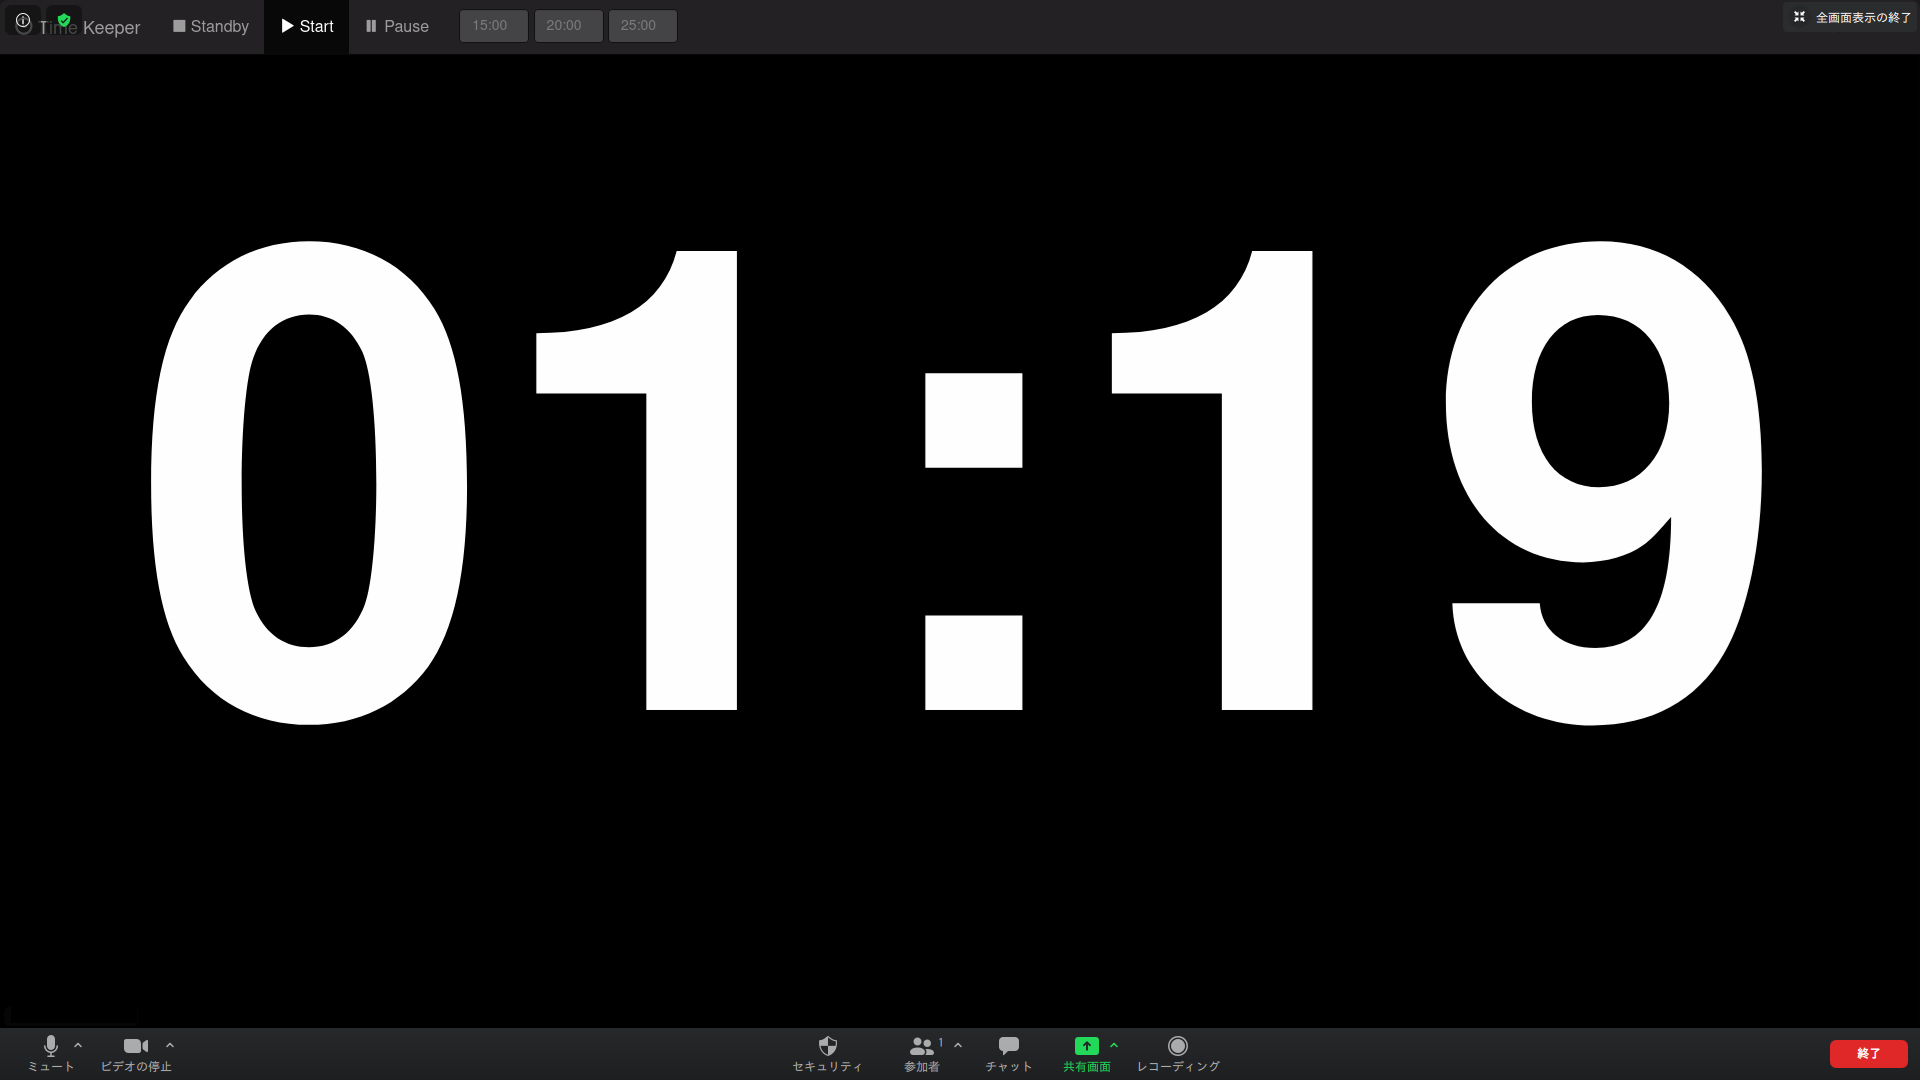 Time Keeper
Standby
Start
Pause
15:00
20:00
25:00
全画面表示の終了
01:19
ミュート
ビデオの停止
セキュリティ
参加者
1
チャット
共有画面
レコーディング
終了